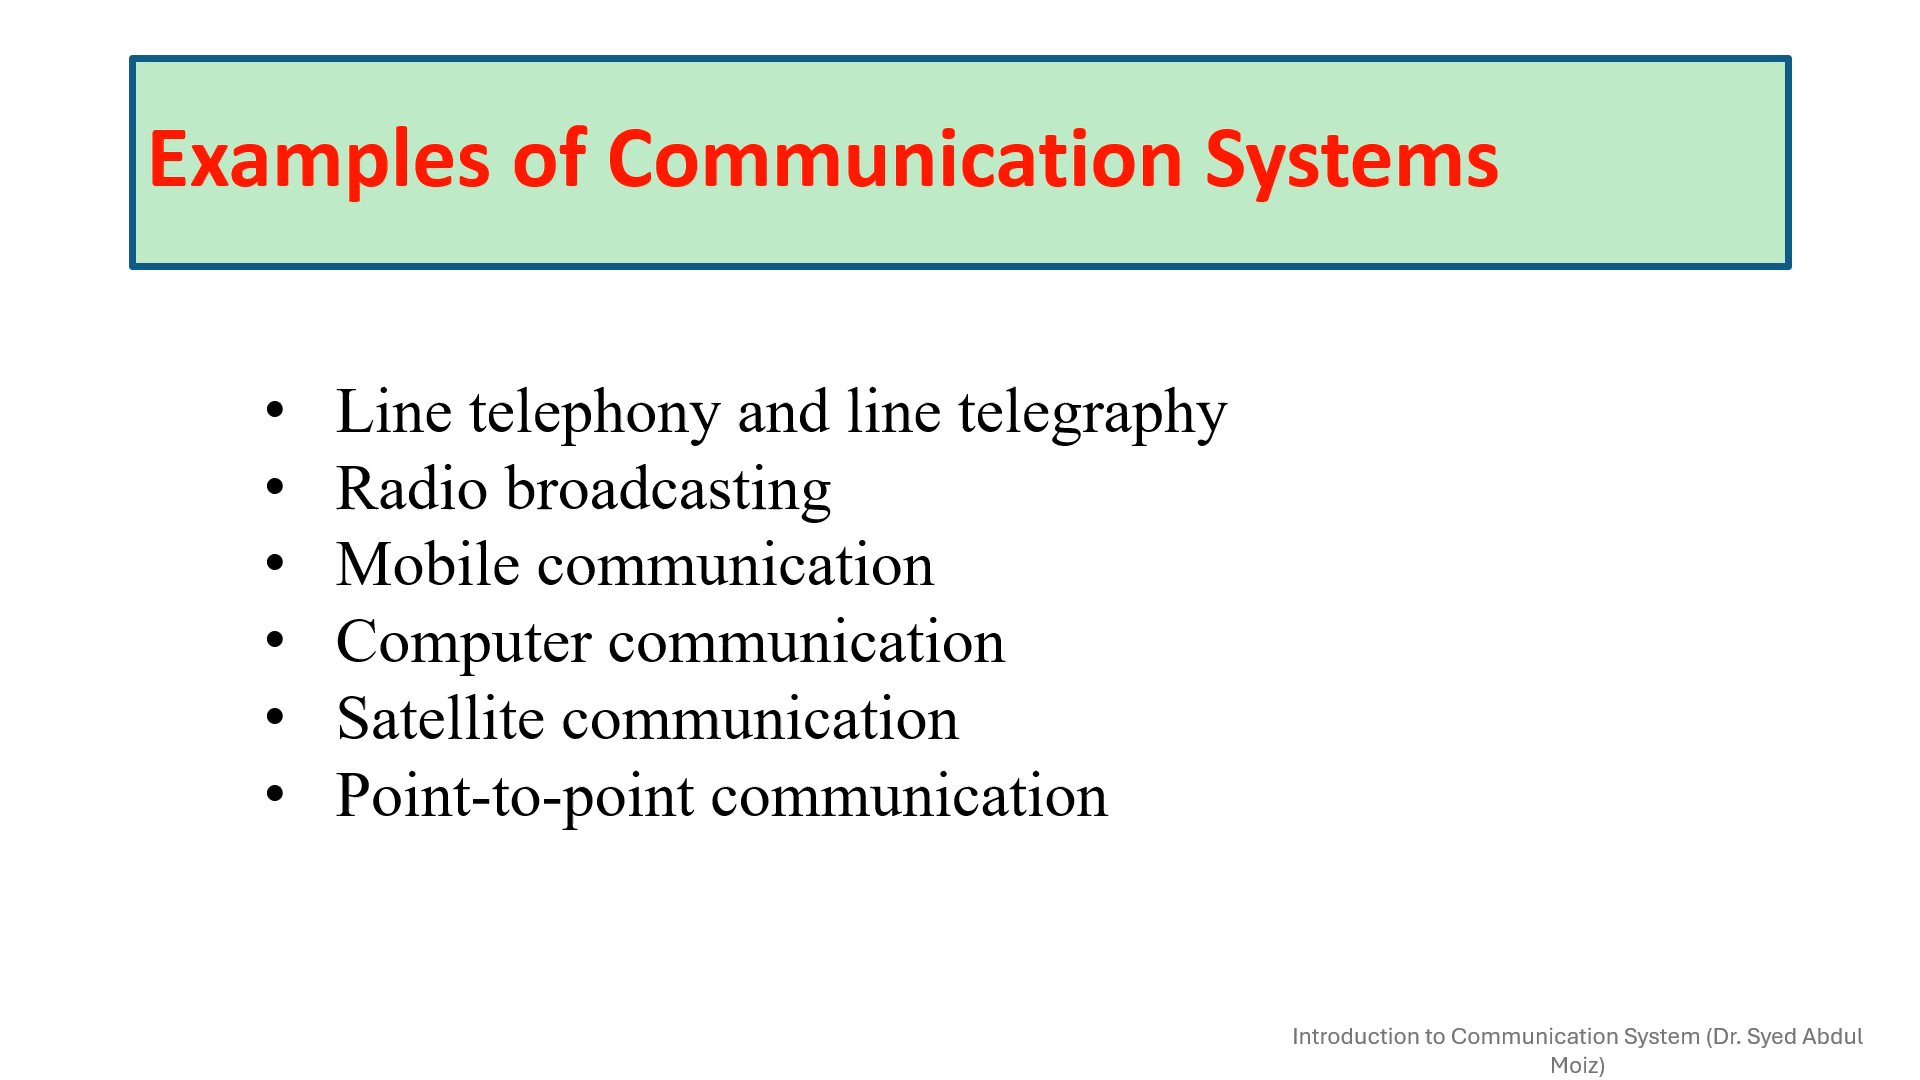 Examples of Communication Systems
• Line telephony and line telegraphy
• Radio broadcasting
• Mobile communication
• Computer communication
• Satellite communication
• Point-to-point communication
Introduction to Communication System (Dr. Syed Abdul
Moiz)